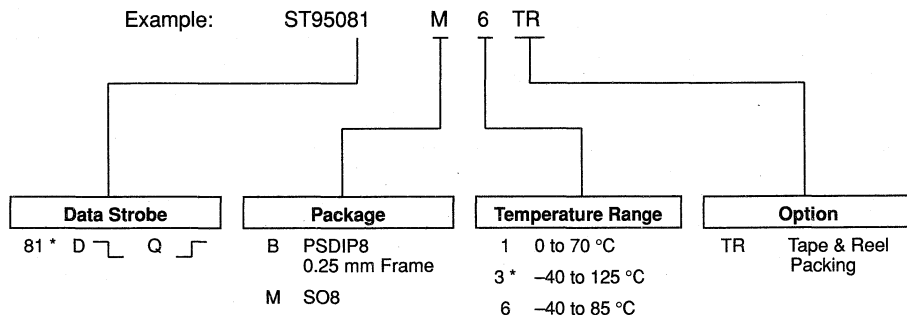 Example: ST95081 M 6 TR
Data Strobe Package Temperature Range Option
81 * D Q B PSDIP8 1 0 to 70 °C TR Tape & Reel
0.25 mm Frame Packing
3 * –40 to 125 °C
M SO8
6 –40 to 85 °C